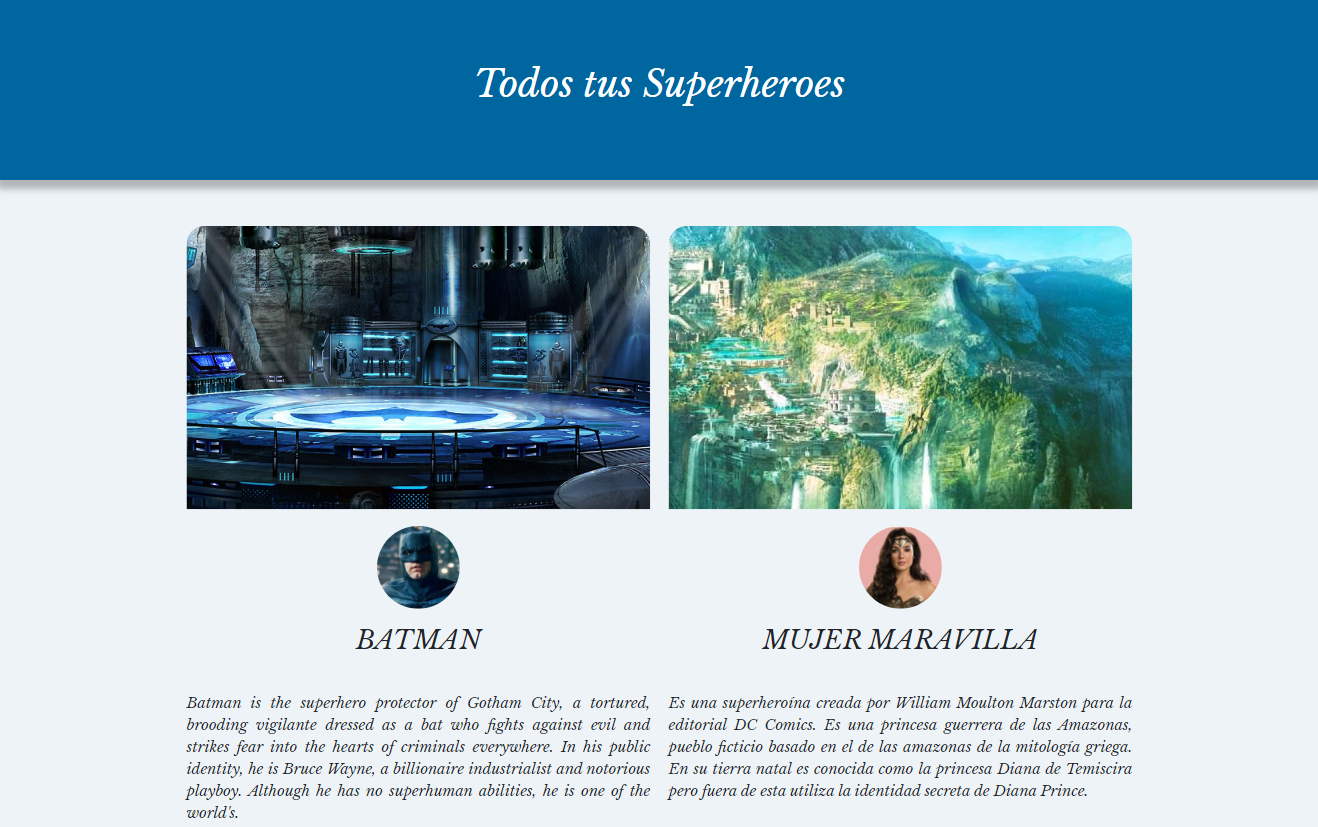 Todos tus Superheroes
BATMAN
Batman is the superhero protector of Gotham City, a tortured,
brooding vigilante dressed as a bat who fights against evil and
strikes fear into the hearts of criminals everywhere. In his public
identity, he is Bruce Wayne, a billionaire industrialist and notorious
playboy. Although he has no superhuman abilities, he is one of the
world's.
MUJER MARAVILLA
Es una superheroína creada por William Moulton Marston para la
editorial DC Comics. Es una princesa guerrera de las Amazonas,
pueblo ficticio basado en el de las amazonas de la mitología griega.
En su tierra natal es conocida como la princesa Diana de Temiscira
pero fuera de esta utiliza la identidad secreta de Diana Prince.